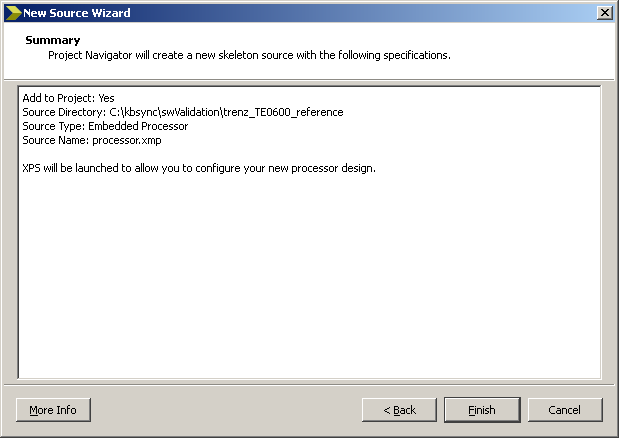 New Source Wizard
Summary
Project Navigator will create a new skeleton source with the following specifications.
Add to Project: Yes
Source Directory: C:\kbsync\swValidation\trenz_TE0600_reference
Source Type: Embedded Processor
Source Name: processor.xmp
XPS will be launched to allow you to configure your new processor design.
More Info
< Back
Finish
Cancel